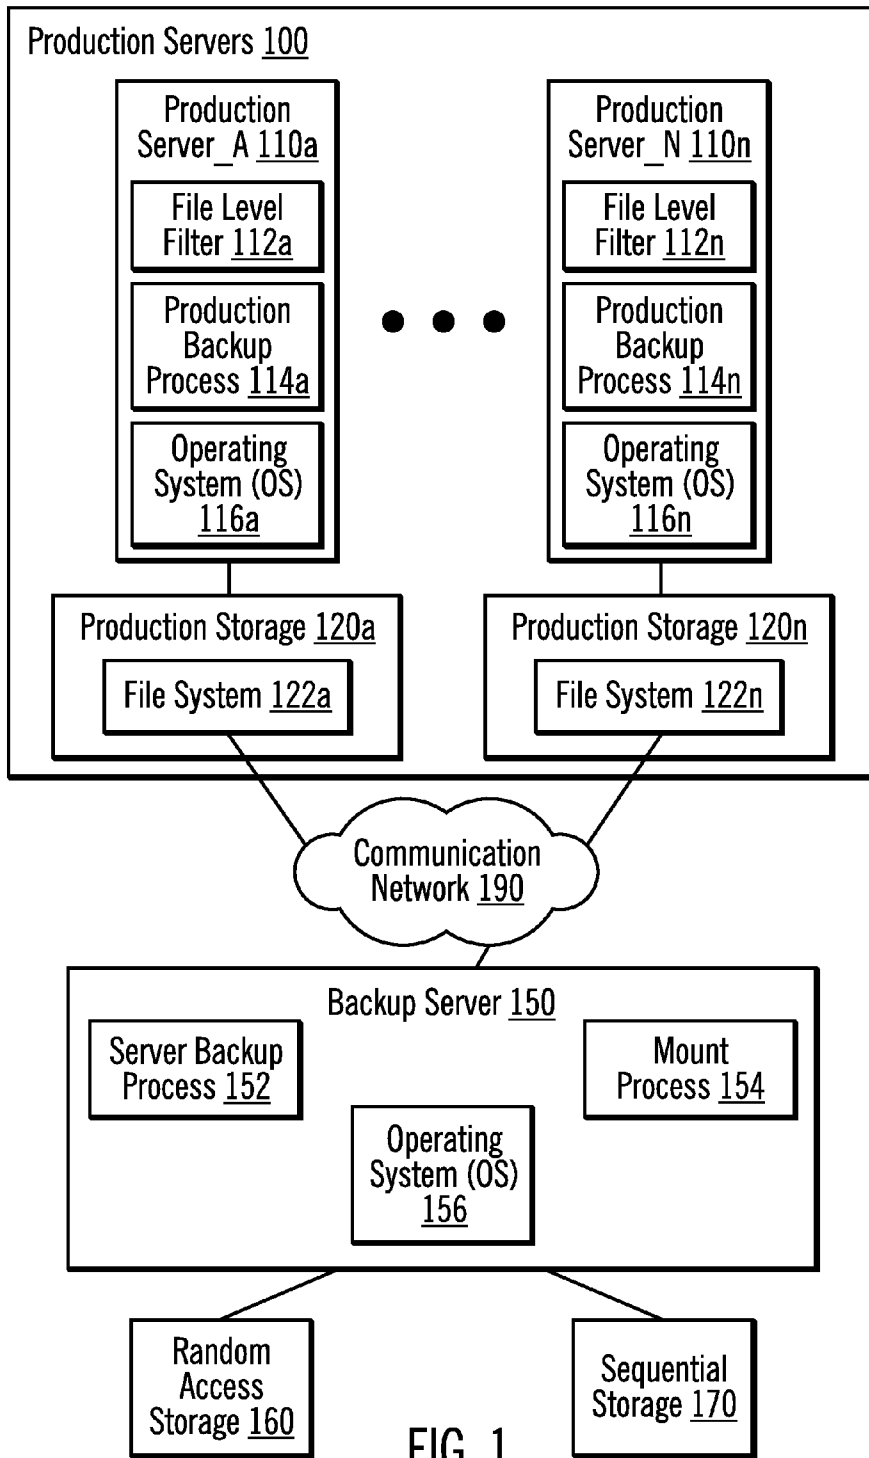 Production Servers 100
Production
Server_A 110a
File Level
Filter 112a
Production
Backup
Process 114a
Operating
System (OS)
116a
Production
Server_N 110n
File Level
Filter 112n
Production
Backup
Process 114n
Operating
System (OS)
116n
Production Storage 120a
File System 122a
Production Storage 120n
File System 122n
Communication
Network 190
Backup Server 150
Server Backup
Process 152
Mount
Process 154
Operating
System (OS)
156
Random
Access
Storage 160
Sequential
Storage 170
FIG. 1